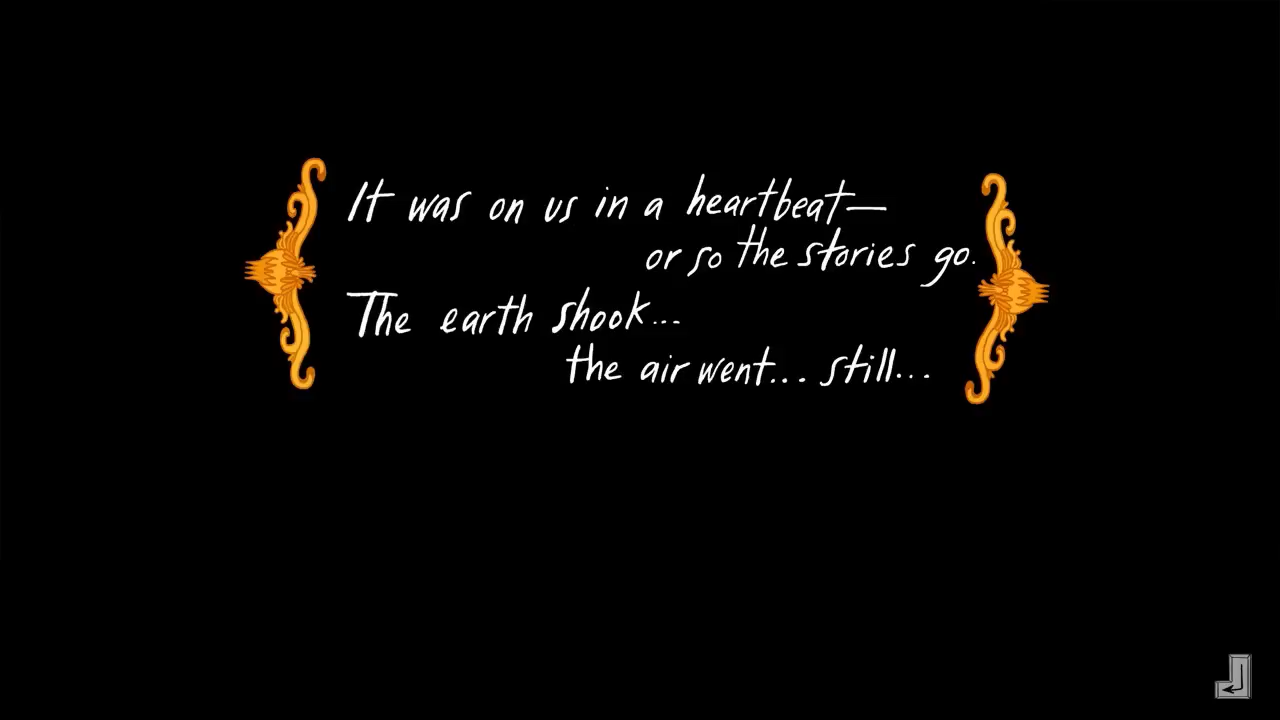 It was on us in a heartbeat—
or so the stories go.
The earth shook...
the air went... still...